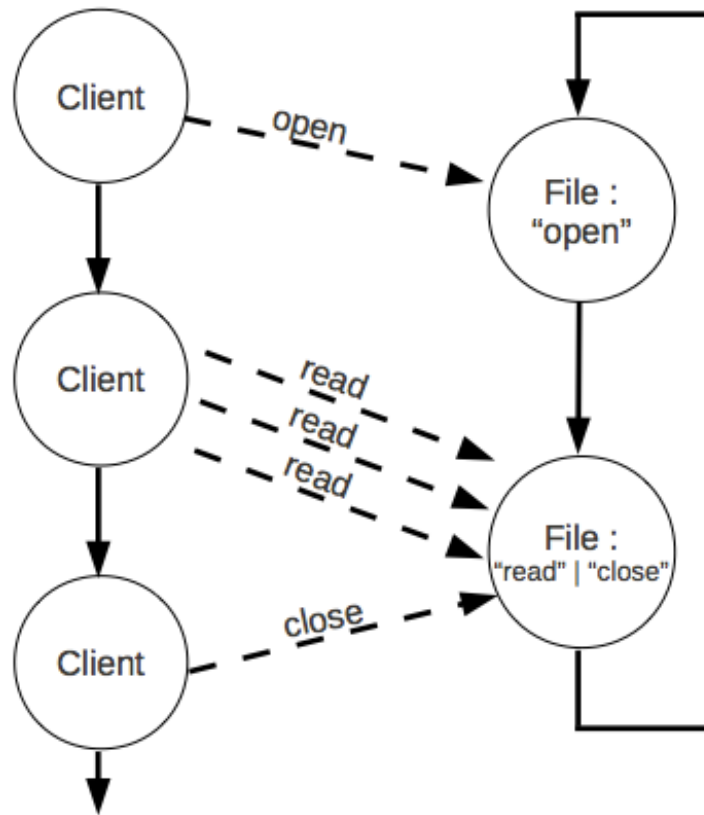 Client
open
File :
“open”
Client
read
read
read
File :
“read” | “close”
close
Client